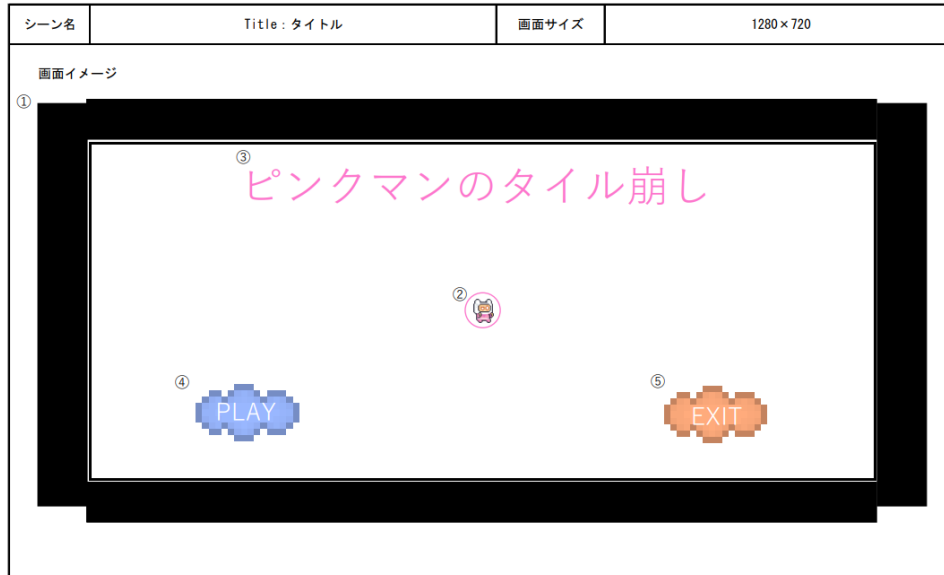 シーン名 Title:タイトル 画面サイズ 1280×720
画面イメージ
①
③
ピンクマンのタイル崩し
②
④ ⑤
PLAY EXIT